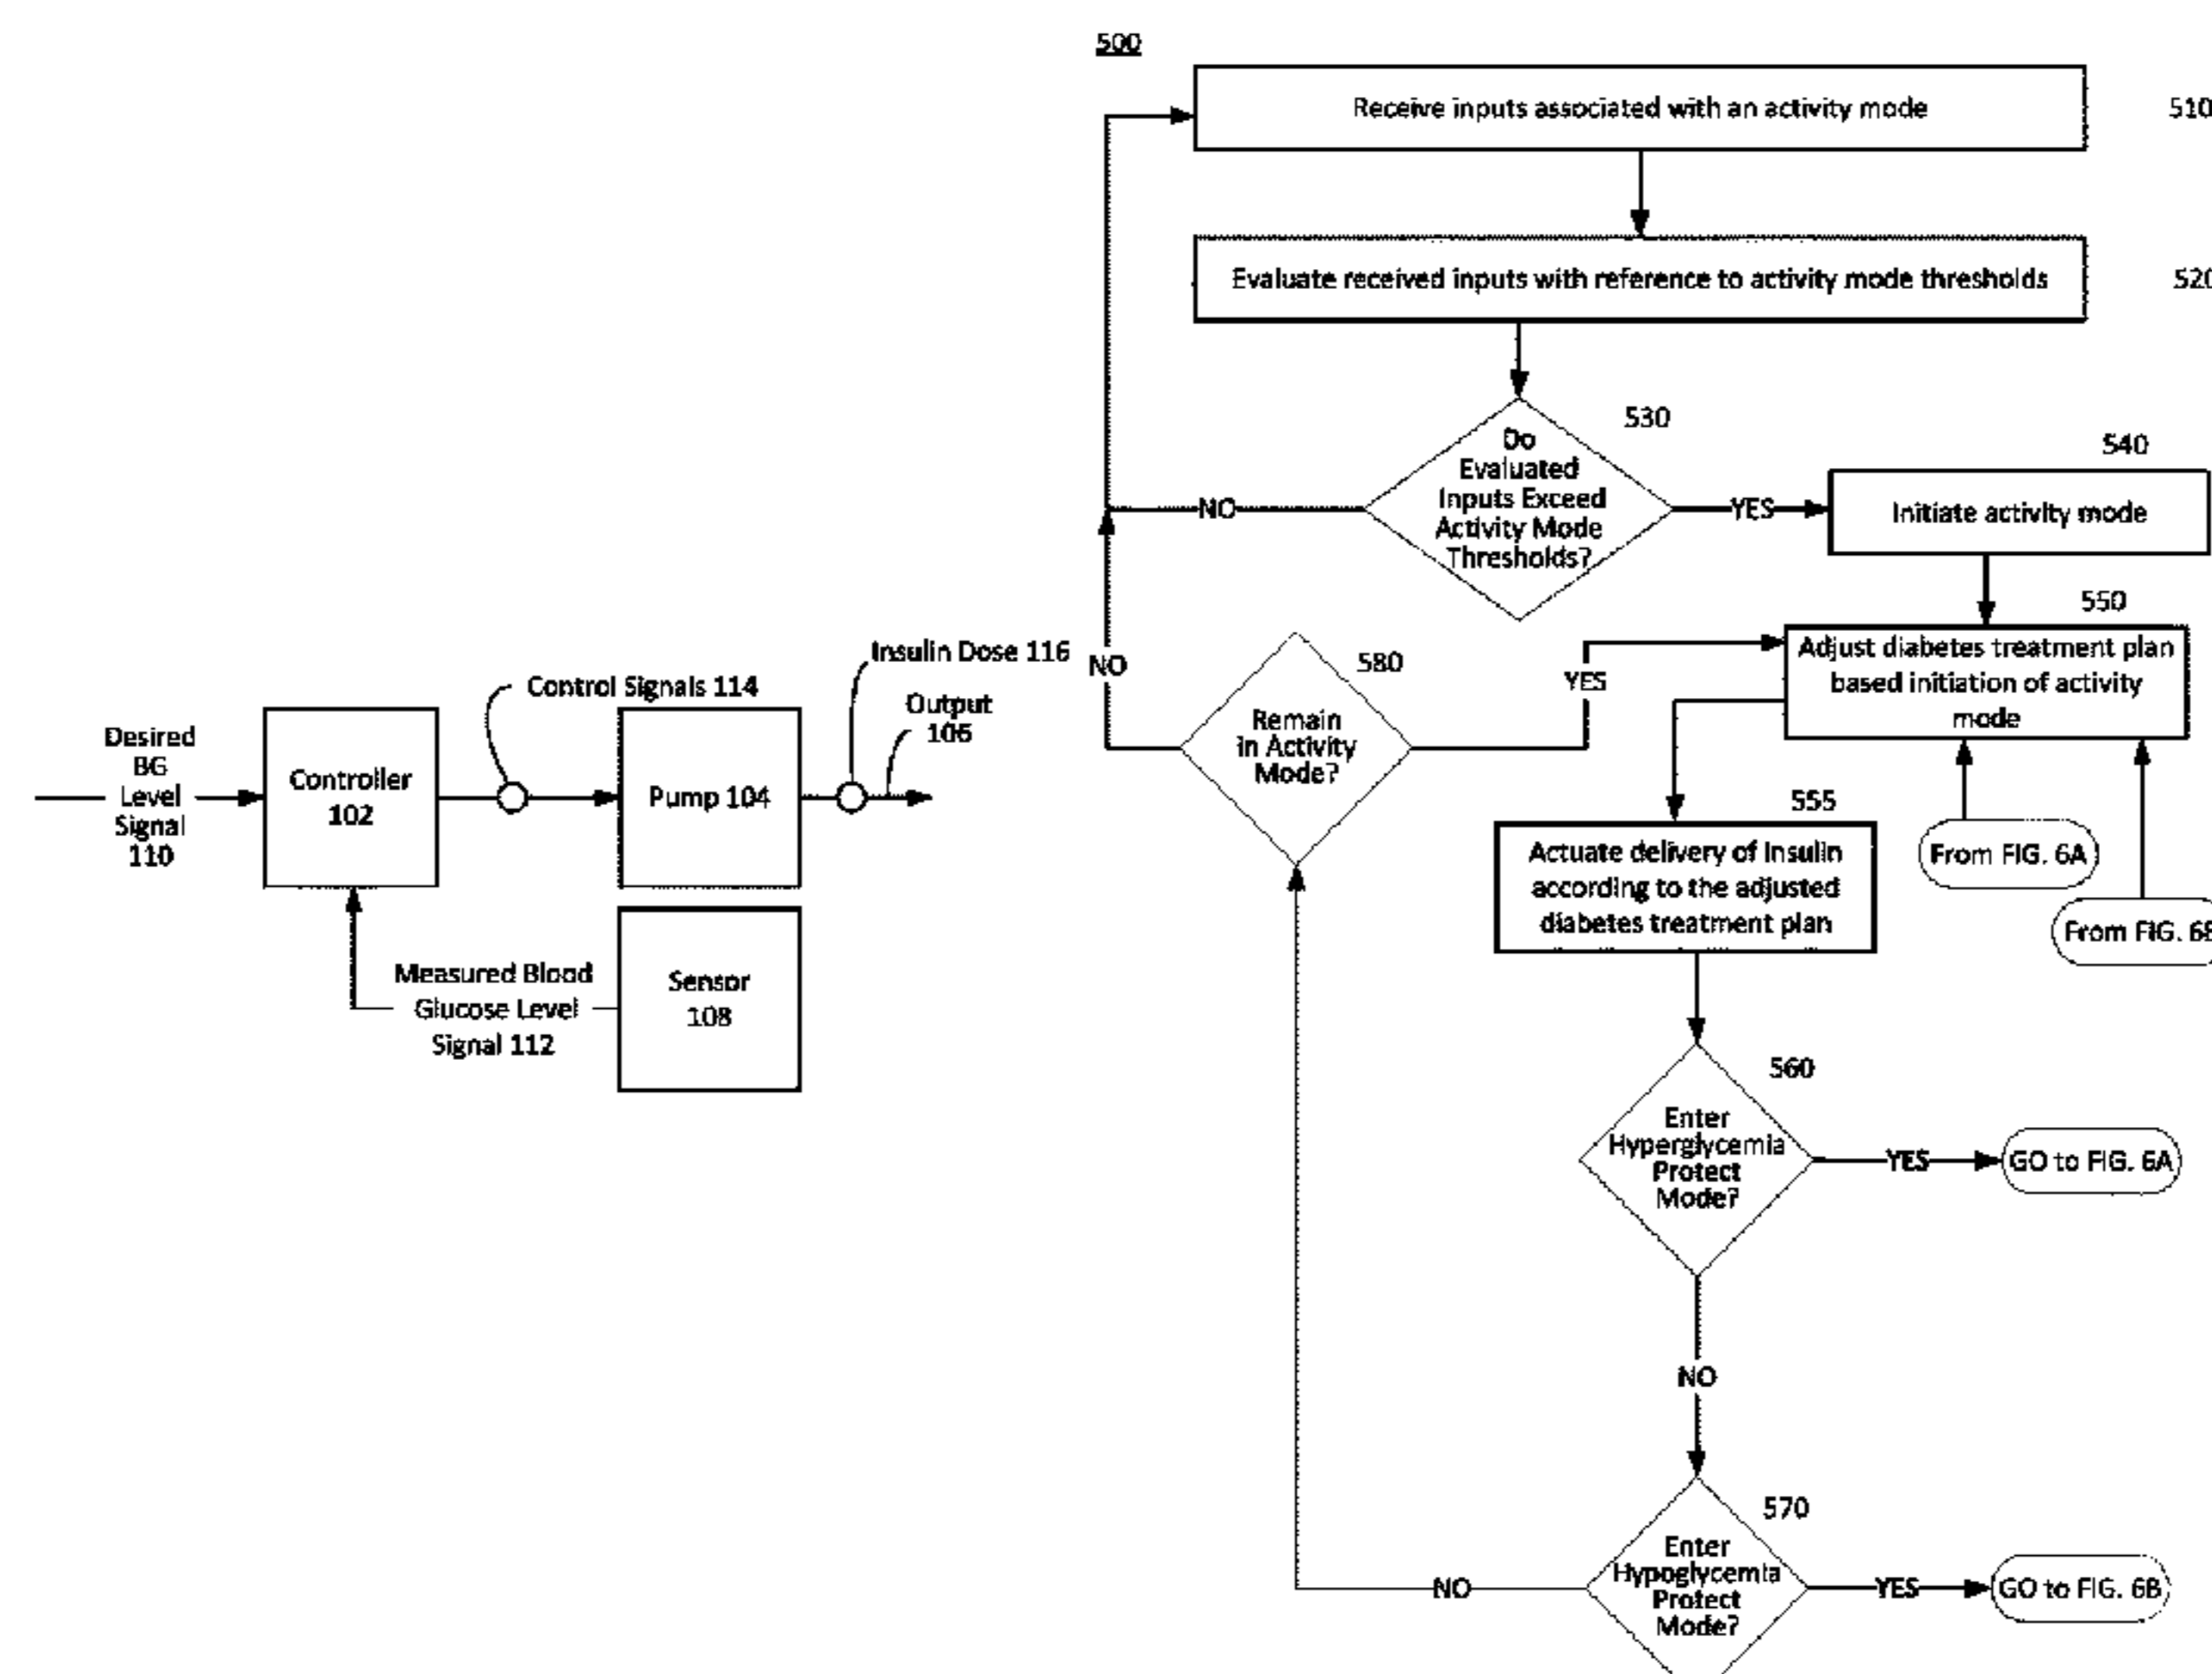 500
Receive inputs associated with an activity mode
510
Evaluate received inputs with reference to activity mode thresholds
520
530
Do
Evaluated
Inputs Exceed
Activity Mode
Thresholds?
NO
YES
540
Initiate activity mode
550
Adjust diabetes treatment plan
based initiation of activity
mode
580
Remain
in Activity
Mode?
NO
YES
555
Actuate delivery of insulin
according to the adjusted
diabetes treatment plan
From FIG. 6A
From FIG. 6B
560
Enter
Hyperglycemia
Protect
Mode?
YES
GO to FIG. 6A
NO
570
Enter
Hypoglycemia
Protect
Mode?
NO
YES
GO to FIG. 6B
Desired
BG
Level
Signal
110
Controller
102
Control Signals 114
Pump 104
Insulin Dose 116
Output
106
Measured Blood
Glucose Level
Signal 112
Sensor
108